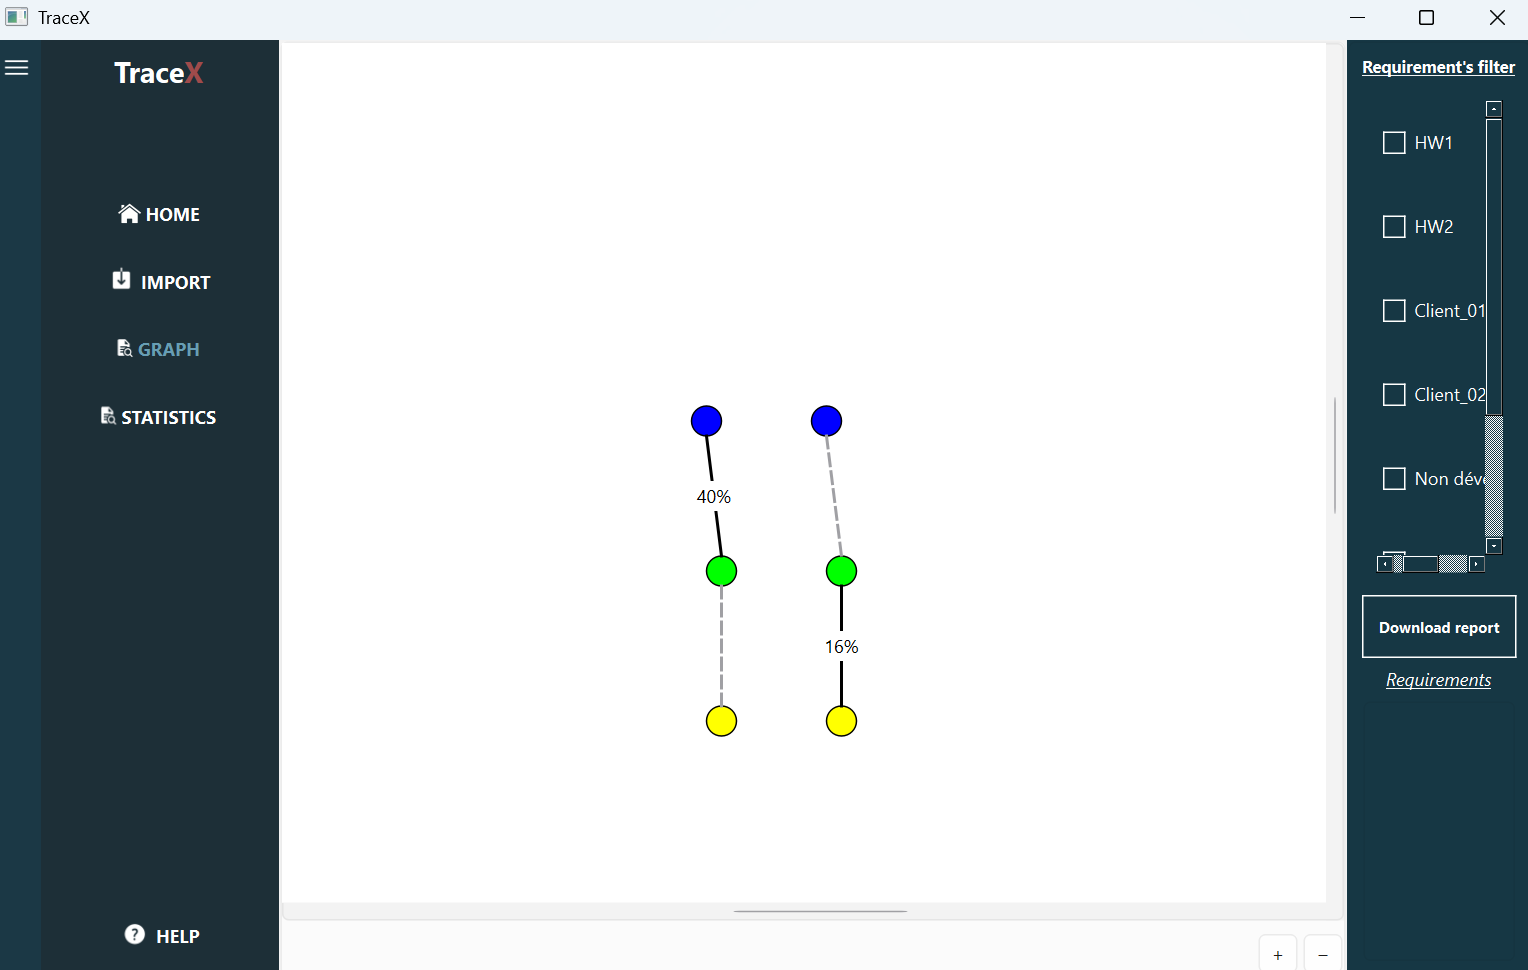 TraceX
TraceX
HOME
IMPORT
GRAPH
STATISTICS
HELP
40%
16%
+
−
Requirement's filter
HW1
HW2
Client_01
Client_02
Non déve
Download report
Requirements